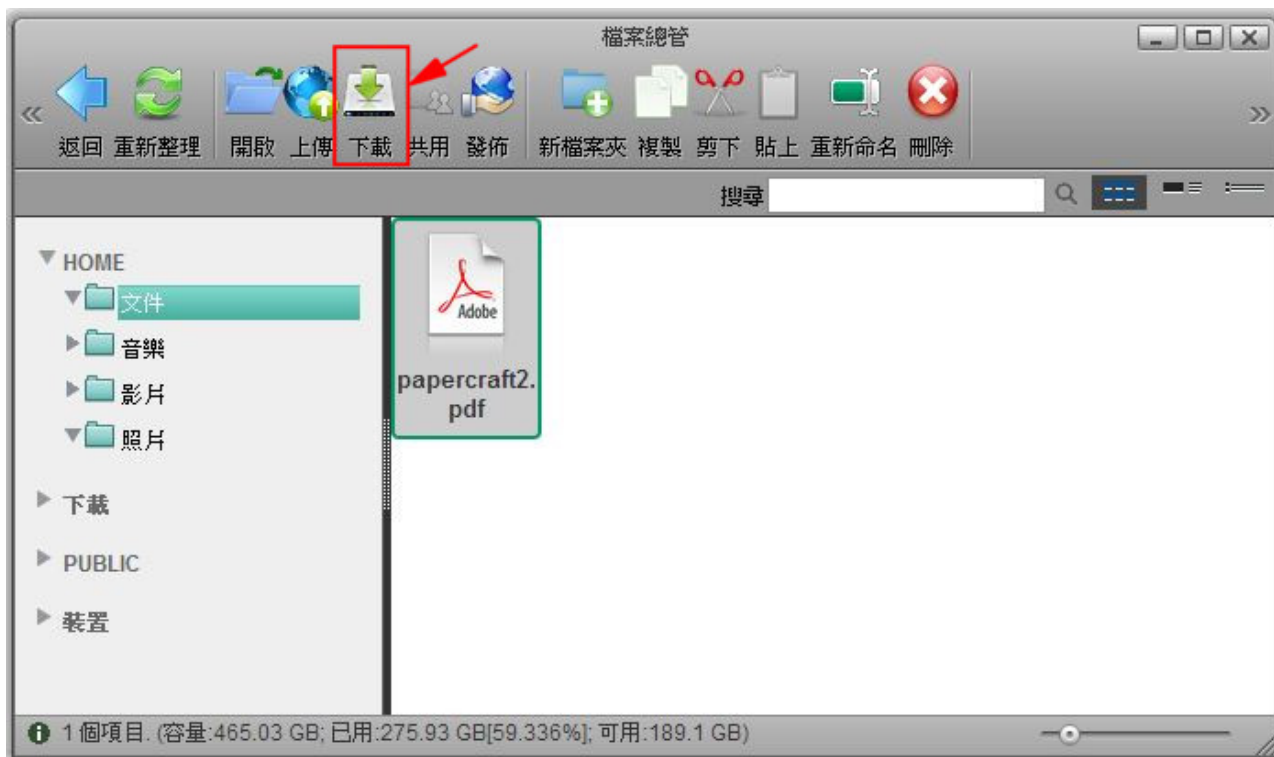 檔案總管
返回 重新整理 開啟 上傳 下載 共用 發佈 新檔案夾 複製 剪下 貼上 重新命名 刪除
搜尋
HOME
文件
音樂
影片
照片
下載
PUBLIC
裝置
Adobe
papercraft2.
pdf
1 個項目. (容量:465.03 GB; 已用:275.93 GB[59.336%]; 可用:189.1 GB)